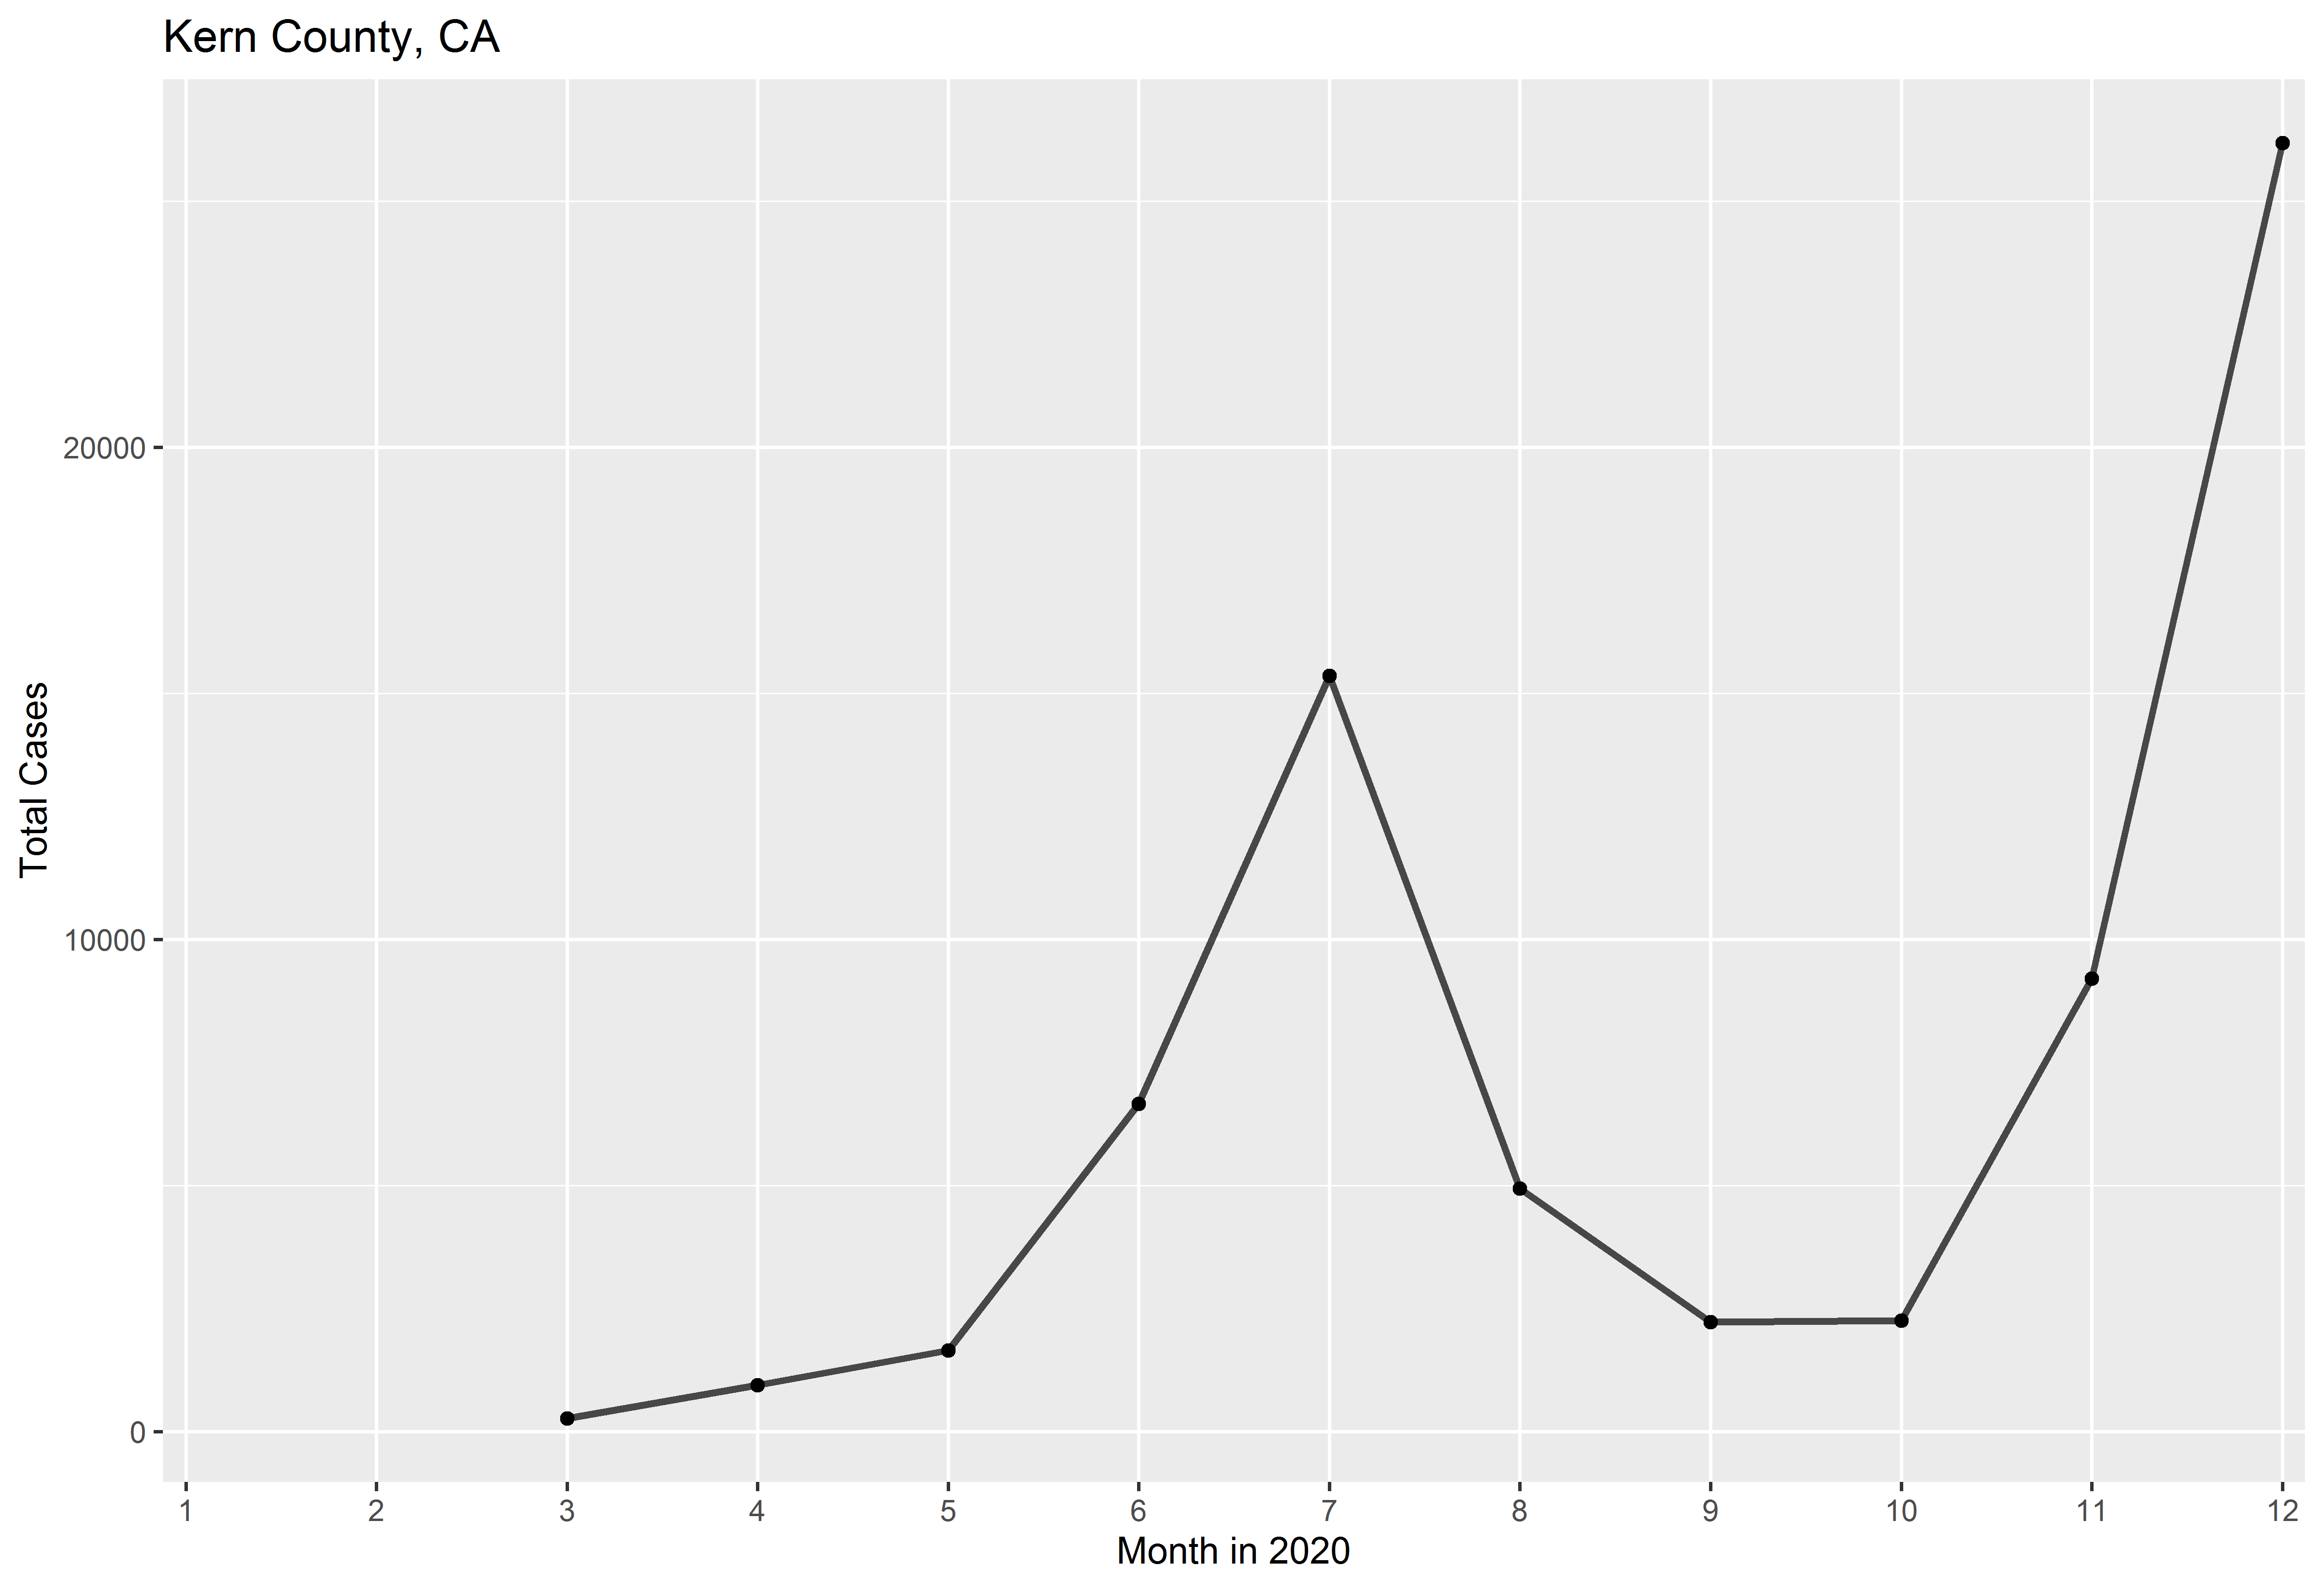 Kern County, CA
Total Cases
20000
10000
0
1 2 3 4 5 6 7 8 9 10 11 12
Month in 2020